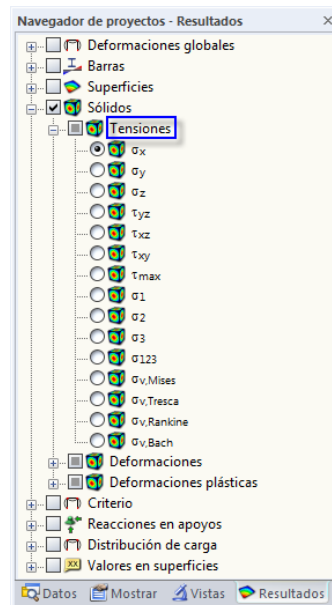 Navegador de proyectos - Resultados
Deformaciones globales
Barras
Superficies
Sólidos
Tensiones
σx
σy
σz
τyz
τxz
τxy
τmax
σ1
σ2
σ3
σ123
σv,Mises
σv,Tresca
σv,Rankine
σv,Bach
Deformaciones
Deformaciones plásticas
Criterio
Reacciones en apoyos
Distribución de carga
Valores en superficies
Datos Mostrar Vistas Resultados